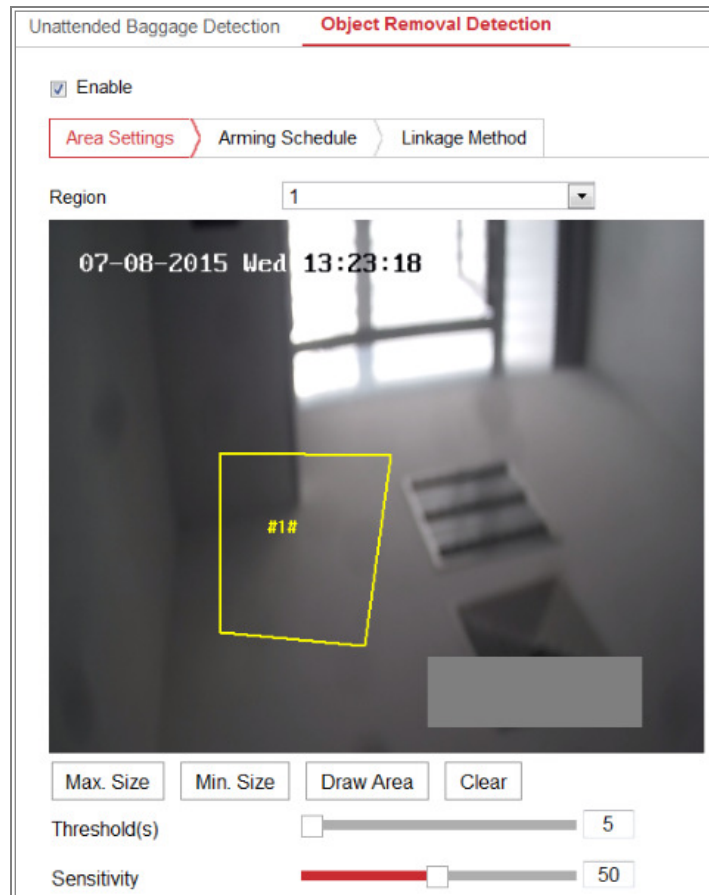 Unattended Baggage Detection Object Removal Detection
Enable
Area Settings Arming Schedule Linkage Method
Region 1
07-08-2015 Wed 13:23:18
#1#
Max. Size Min. Size Draw Area Clear
Threshold(s) 5
Sensitivity 50